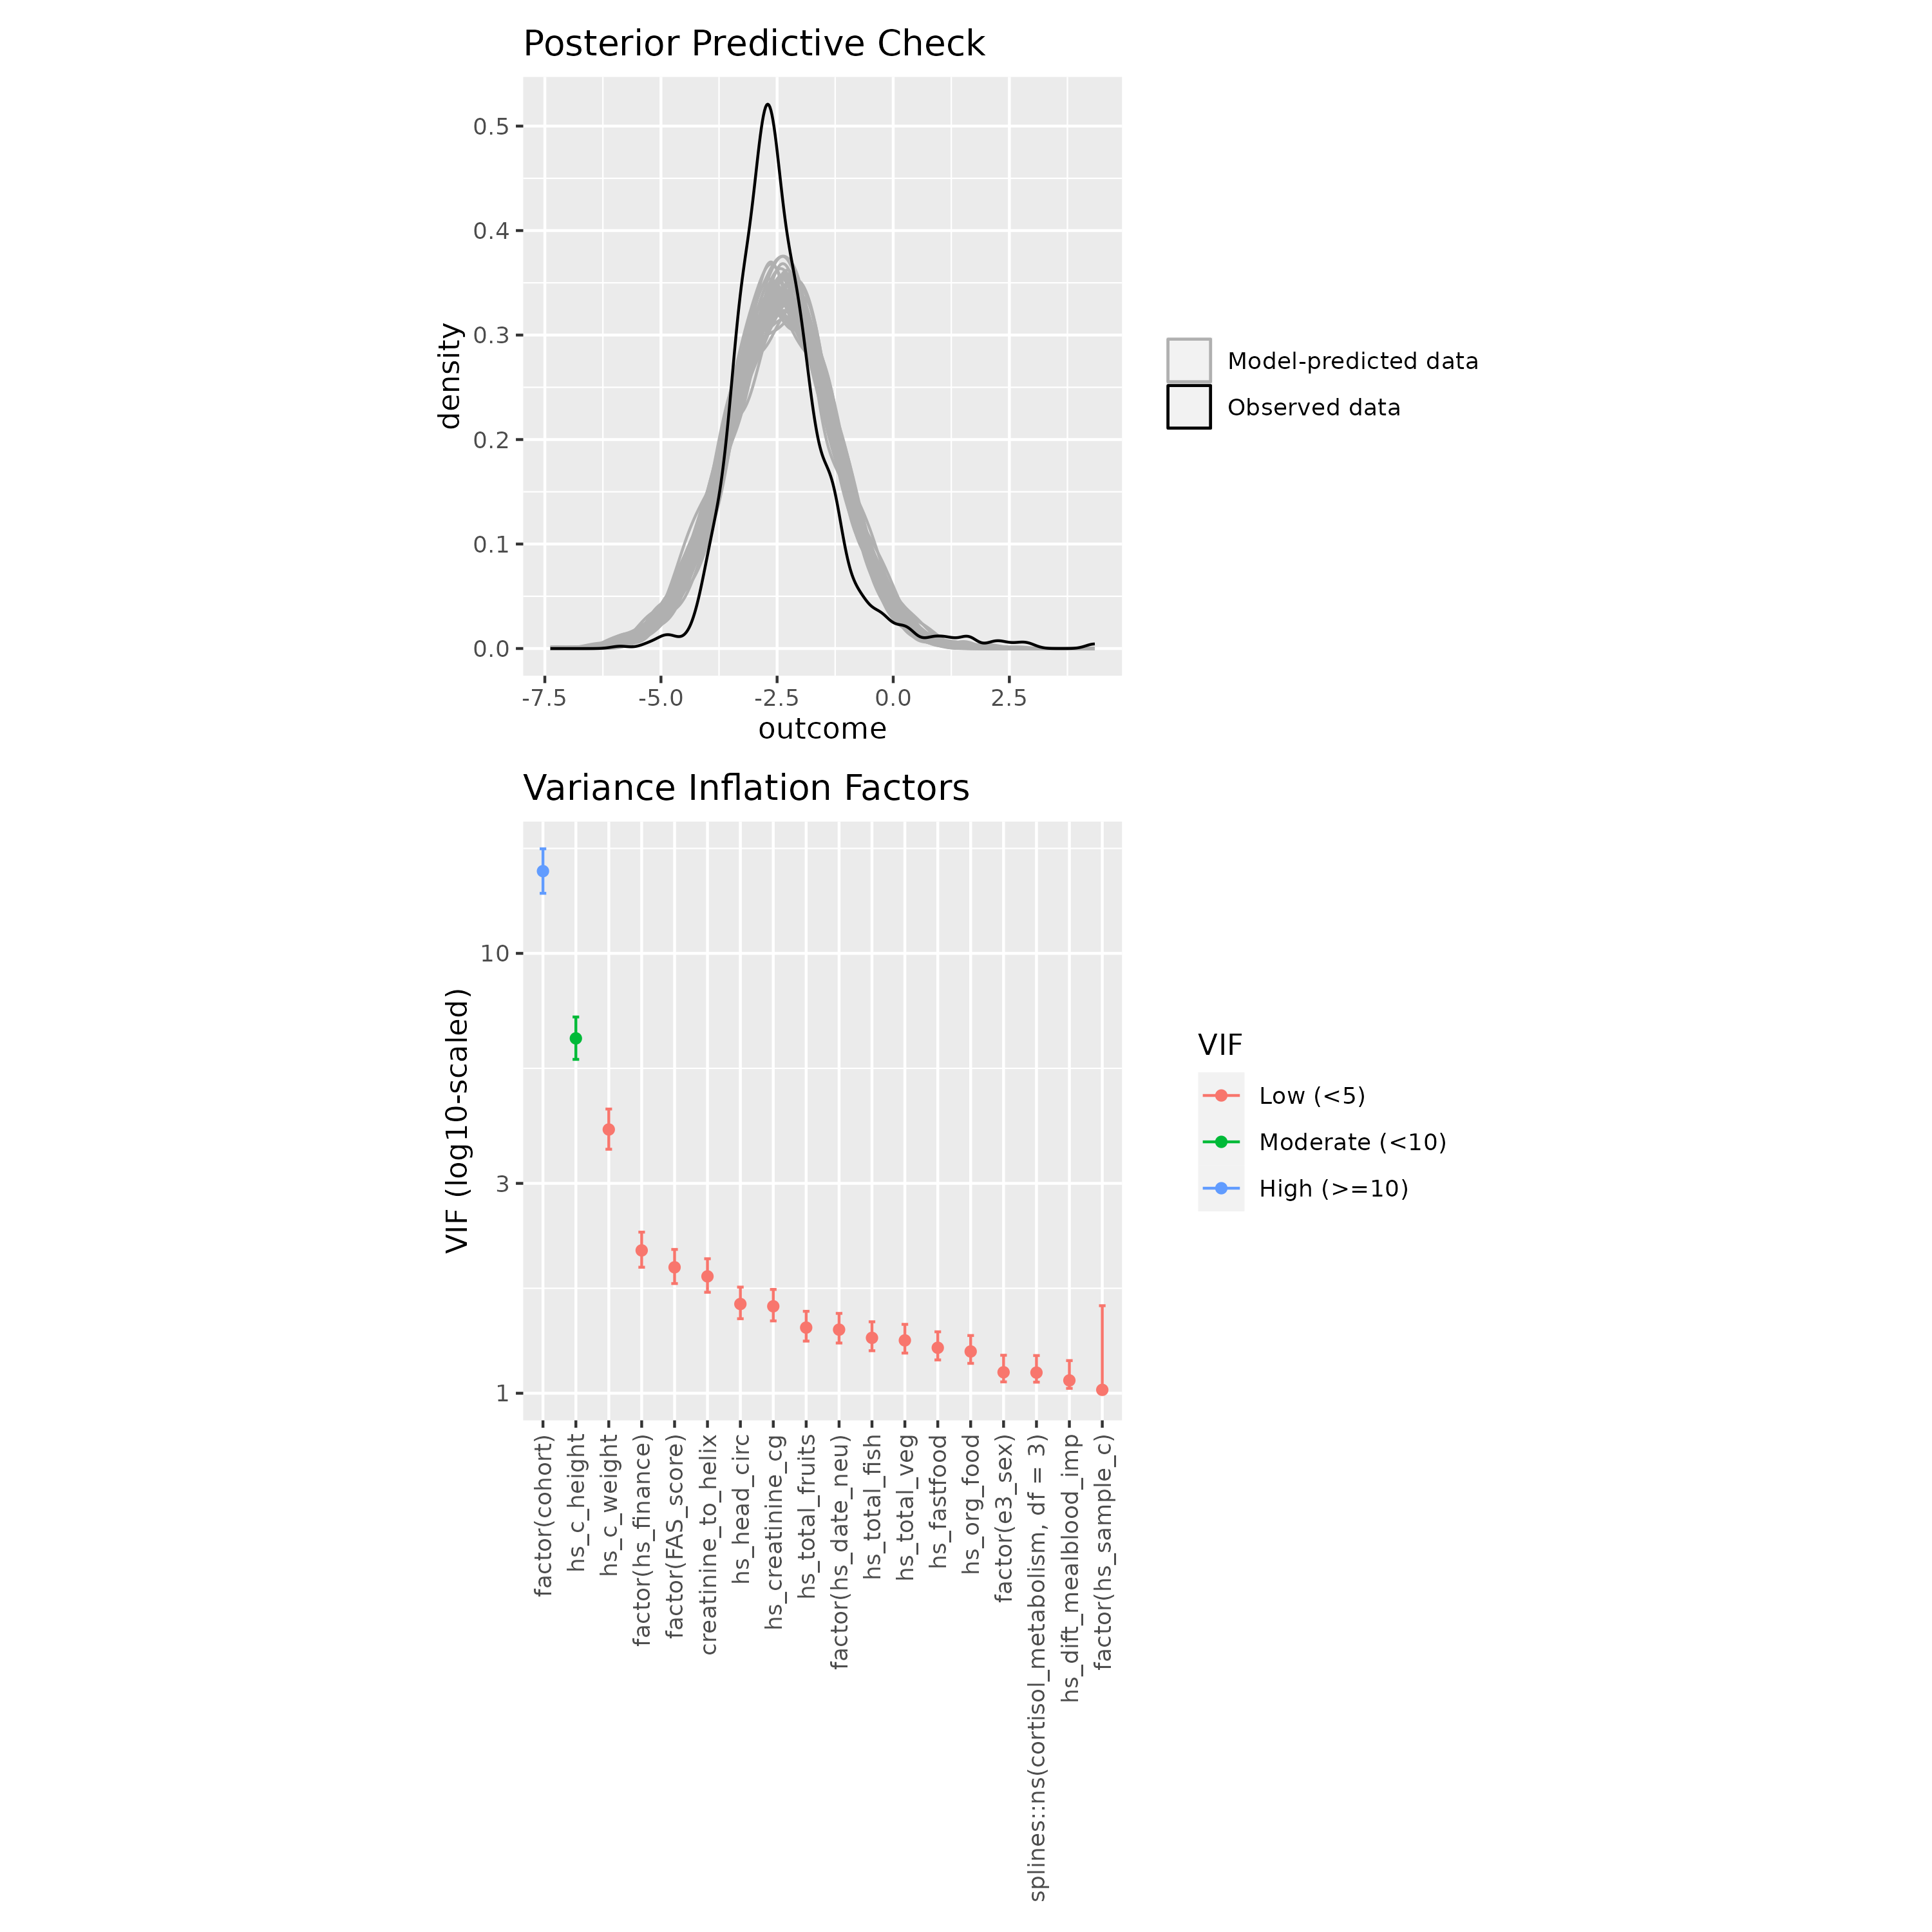 Posterior Predictive Check
density
0.5
0.4
0.3
0.2
0.1
0.0
-7.5
-5.0
-2.5
0.0
2.5
outcome
Model-predicted data
Observed data
Variance Inflation Factors
VIF (log10-scaled)
10
3
1
factor(cohort)
hs_c_height
hs_c_weight
factor(hs_finance)
factor(FAS_score)
creatinine_to_helix
hs_head_circ
hs_creatinine_cg
hs_total_fruits
factor(hs_date_neu)
hs_total_fish
hs_total_veg
hs_fastfood
hs_org_food
factor(e3_sex)
splines::ns(cortisol_metabolism, df = 3)
hs_dift_mealblood_imp
factor(hs_sample_c)
VIF
Low (<5)
Moderate (<10)
High (>=10)